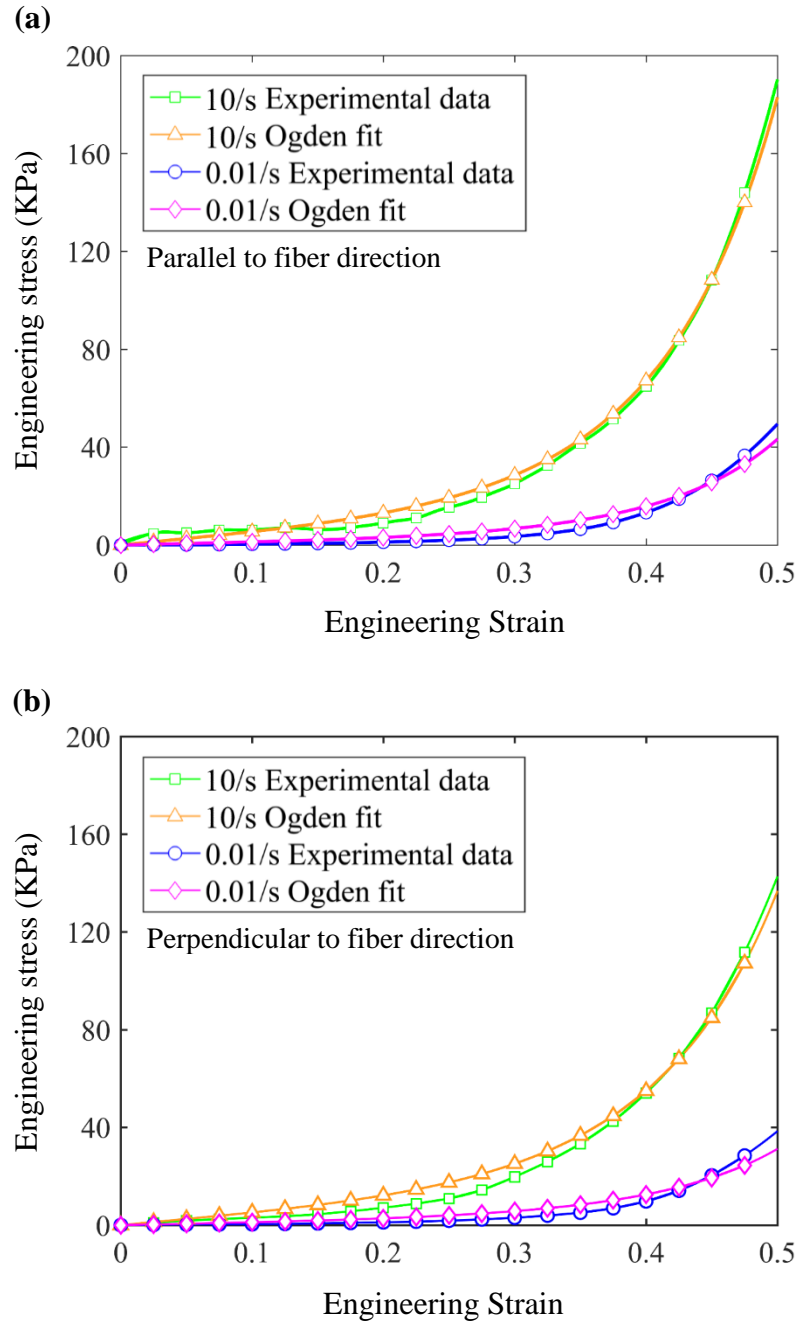 (a)
200
160
120
80
40
0
10/s Experimental data
10/s Ogden fit
0.01/s Experimental data
0.01/s Ogden fit
Parallel to fiber direction
Engineering stress (KPa)
0 0.1 0.2 0.3 0.4 0.5
Engineering Strain
(b)
200
160
120
80
40
0
10/s Experimental data
10/s Ogden fit
0.01/s Experimental data
0.01/s Ogden fit
Perpendicular to fiber direction
Engineering stress (KPa)
0 0.1 0.2 0.3 0.4 0.5
Engineering Strain